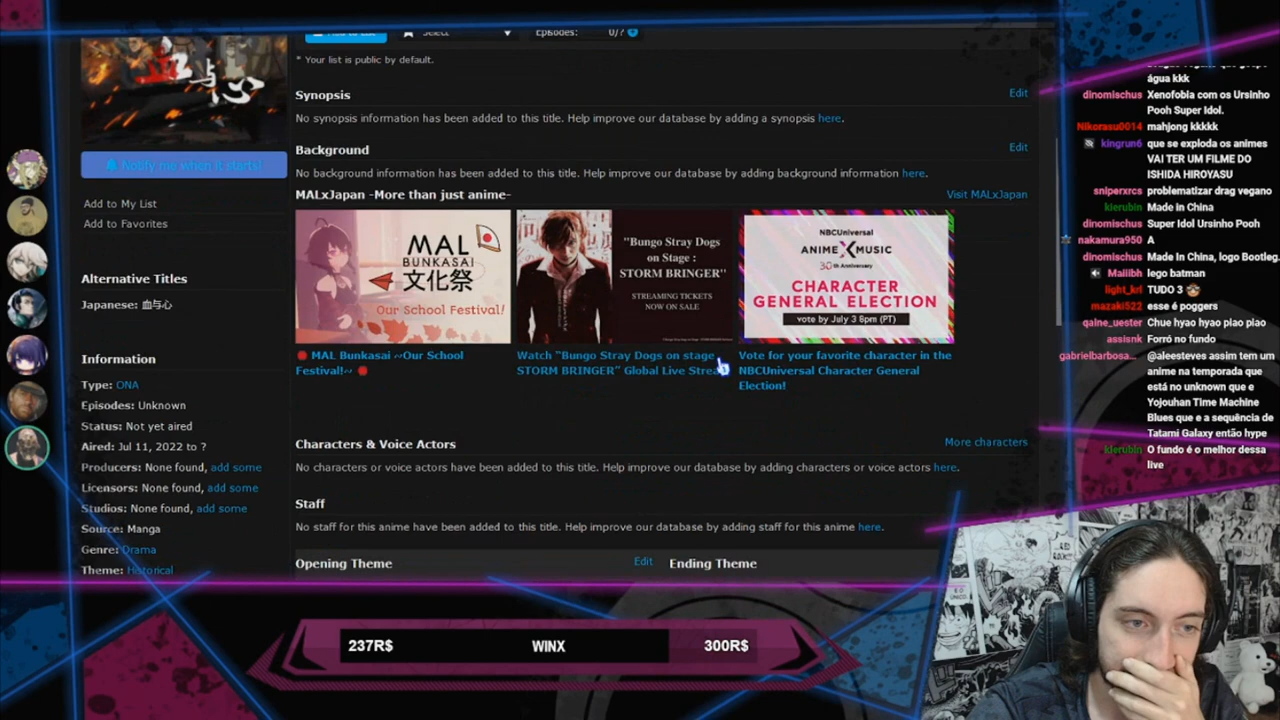 血与心
Select
Episodes: 0/?
* Your list is public by default.
Synopsis
Edit
No synopsis information has been added to this title. Help improve our database by adding a synopsis here.
Background
Edit
No background information has been added to this title. Help improve our database by adding background information here.
MALxJapan -More than just anime-
Visit MALxJapan
MAL
BUNKASAI
文化祭
Our School Festival!
"Bungo Stray Dogs
on Stage :
STORM BRINGER"
STREAMING TICKETS
NOW ON SALE
NBCUniversal
ANIME X MUSIC
30th Anniversary
CHARACTER
GENERAL ELECTION
vote by July 3 8pm (PT)
MAL Bunkasai ~Our School
Festival!~
Watch "Bungo Stray Dogs on stage
STORM BRINGER" Global Live
Vote for your favorite character in the
NBCUniversal Character General
Election!
Characters & Voice Actors
More characters
No characters or voice actors have been added to this title. Help improve our database by adding characters or voice actors here.
Staff
No staff for this anime have been added to this title. Help improve our database by adding staff for this anime here.
Opening Theme
Edit
Ending Theme
Notify me when it starts!
Add to My List
Add to Favorites
Alternative Titles
Japanese: 血与心
Information
Type: ONA
Episodes: Unknown
Status: Not yet aired
Aired: Jul 11, 2022 to ?
Producers: None found, add some
Licensors: None found, add some
Studios: None found, add some
Source: Manga
Genre: Drama
Theme: Historical
água kkk
dinomischus Xenofobia com os Ursinho
Pooh Super Idol.
Nikorasu0014 mahjong kkkkk
kingrun6 que se exploda os animes
VAI TER UM FILME DO
ISHIDA HIROYASU
sniperxrcs problematizar drag vegano
klerubin Made in China
dinomischus Super Idol Ursinho Pooh
nakamura950 A
dinomischus Made In China, logo Bootleg.
Maiiibh lego batman
light_krl TUDO 3
mazaki522 esse é poggers
qaine_uester Chue hyao hyao piao piao
assisnk Forró no fundo
gabrielbarbosa... @aleesteves assim tem um
anime na temporada que
está no unknown que e
Yojouhan Time Machine
Blues que e a sequência de
Tatami Galaxy então hype
klerubin O fundo é o melhor dessa
live
237R$
WINX
300R$